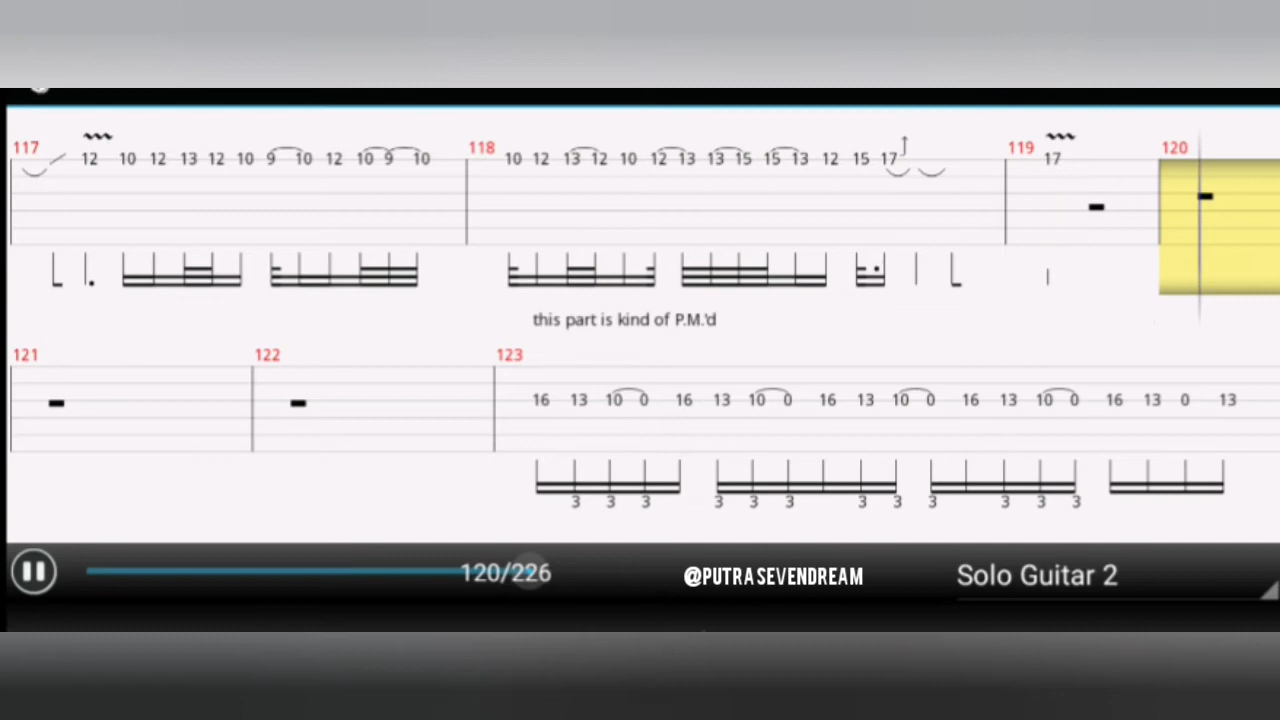 117 12 10 12 13 12 10 9 10 12 10 9 10 118 10 12 13 12 10 12 13 13 15 15 13 12 15 17 119 17 120
this part is kind of P.M.'d
121 122 123 16 13 10 0 16 13 10 0 16 13 10 0 16 13 10 0 16 13 0 13
3 3 3 3 3 3 3 3 3 3 3 3
120/226 @PUTRASEVENDREAM Solo Guitar 2